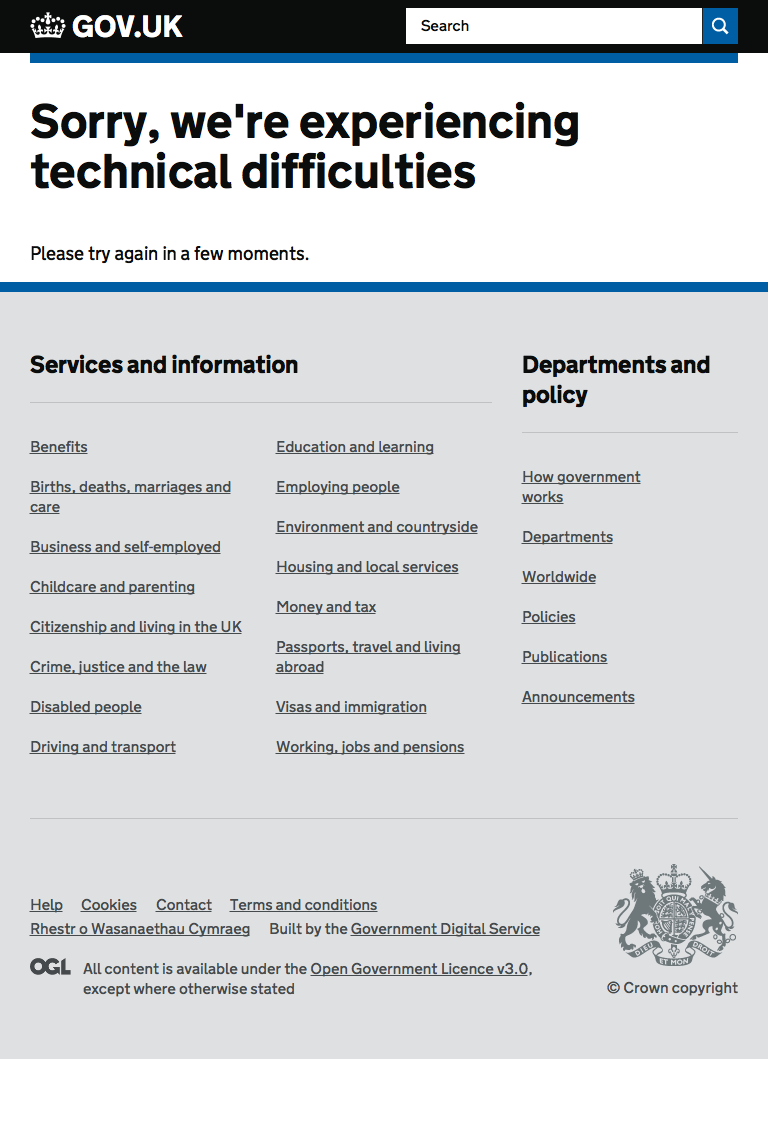 GOV.UK
Search
Sorry, we're experiencing
technical difficulties
Please try again in a few moments.
Services and information
Benefits
Births, deaths, marriages and
care
Business and self-employed
Childcare and parenting
Citizenship and living in the UK
Crime, justice and the law
Disabled people
Driving and transport
Education and learning
Employing people
Environment and countryside
Housing and local services
Money and tax
Passports, travel and living
abroad
Visas and immigration
Working, jobs and pensions
Departments and
policy
How government
works
Departments
Worldwide
Policies
Publications
Announcements
Help Cookies Contact Terms and conditions
Rhestr o Wasanaethau Cymraeg Built by the Government Digital Service
OGL All content is available under the Open Government Licence v3.0,
except where otherwise stated
DIEU ET MON DROIT
© Crown copyright